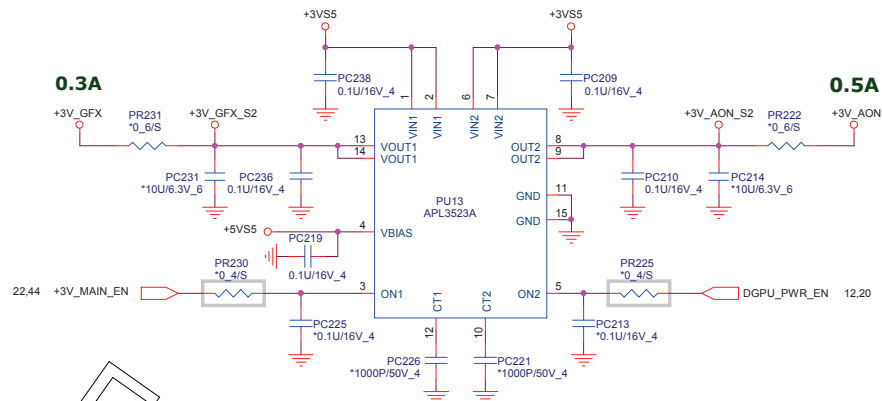 +3VS5
+3VS5
0.3A
0.5A
PC238
0.1U/16V_4
PC209
0.1U/16V_4
1
2
6
7
+3V_GFX
PR231
*0_6/S
+3V_GFX_S2
+3V_AON_S2
PR222
*0_6/S
+3V_AON
VIN1
VIN1
VIN2
VIN2
13
14
VOUT1
VOUT1
OUT2
OUT2
8
9
PC231
*10U/6.3V_6
PC236
0.1U/16V_4
PC210
0.1U/16V_4
PC214
*10U/6.3V_6
PU13
APL3523A
GND
11
GND
15
+5VS5
4
VBIAS
PC219
0.1U/16V_4
PR230
*0_4/S
PR225
*0_4/S
22,44
+3V_MAIN_EN
3
ON1
CT1
CT2
ON2
5
DGPU_PWR_EN
12,20
PC225
*0.1U/16V_4
12
10
PC213
*0.1U/16V_4
PC226
*1000P/50V_4
PC221
*1000P/50V_4